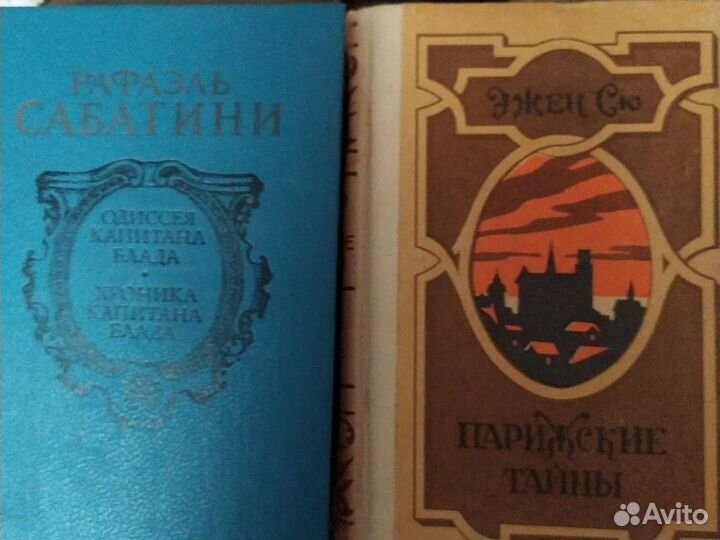 РАФАЭЛЬ
САБАТИНИ
ОДИССЕЯ
КАПИТАНА
БЛАДА
•
ХРОНИКА
КАПИТАНА
БЛАДА
ЭЖЕН СЮ
ПАРИЖСКИЕ
ТАЙНЫ
Avito